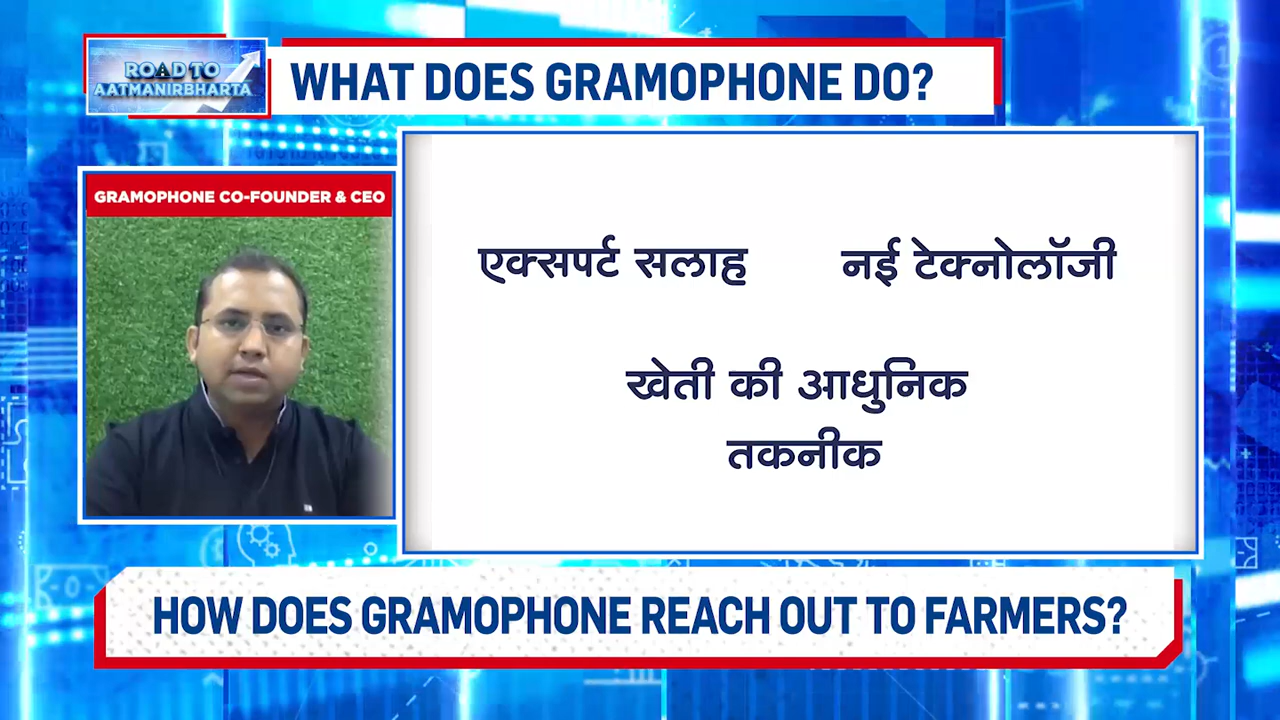 ROAD TO
AATMANIRBHARTA
WHAT DOES GRAMOPHONE DO?
GRAMOPHONE CO-FOUNDER & CEO
एक्सपर्ट सलाह
नई टेक्नोलॉजी
खेती की आधुनिक
तकनीक
HOW DOES GRAMOPHONE REACH OUT TO FARMERS?